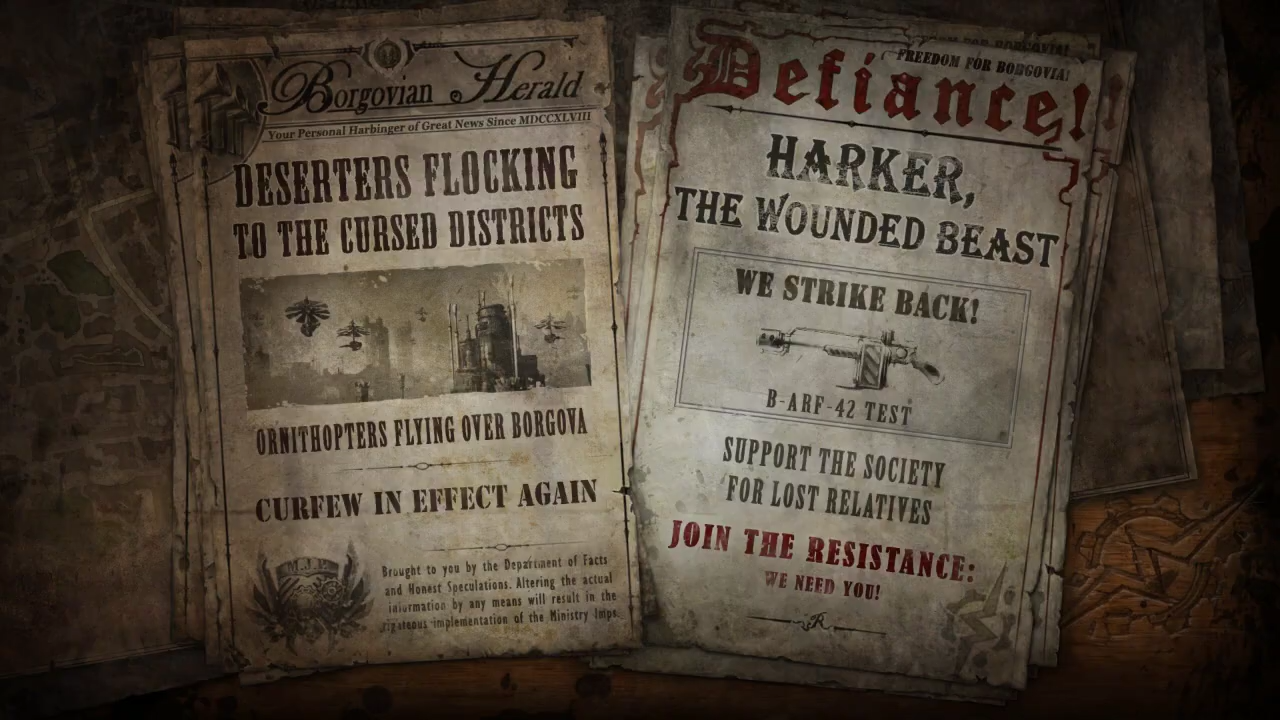 Borgovian Herald
Your Personal Harbinger of Great News Since MDCCXLVIII
DESERTERS FLOCKING
TO THE CURSED DISTRICTS
ORNITHOPTERS FLYING OVER BORGOVA
CURFEW IN EFFECT AGAIN
Brought to you by the Department of Facts
and Honest Speculations. Altering the actual
information by any means will result in the
rigateous implementation of the Ministry Imps.
FREEDOM FOR BORGOVIA!
Defiance!
HARKER,
THE WOUNDED BEAST
WE STRIKE BACK!
B-ARF-42 TEST
SUPPORT THE SOCIETY
FOR LOST RELATIVES
JOIN THE RESISTANCE:
WE NEED YOU!
R